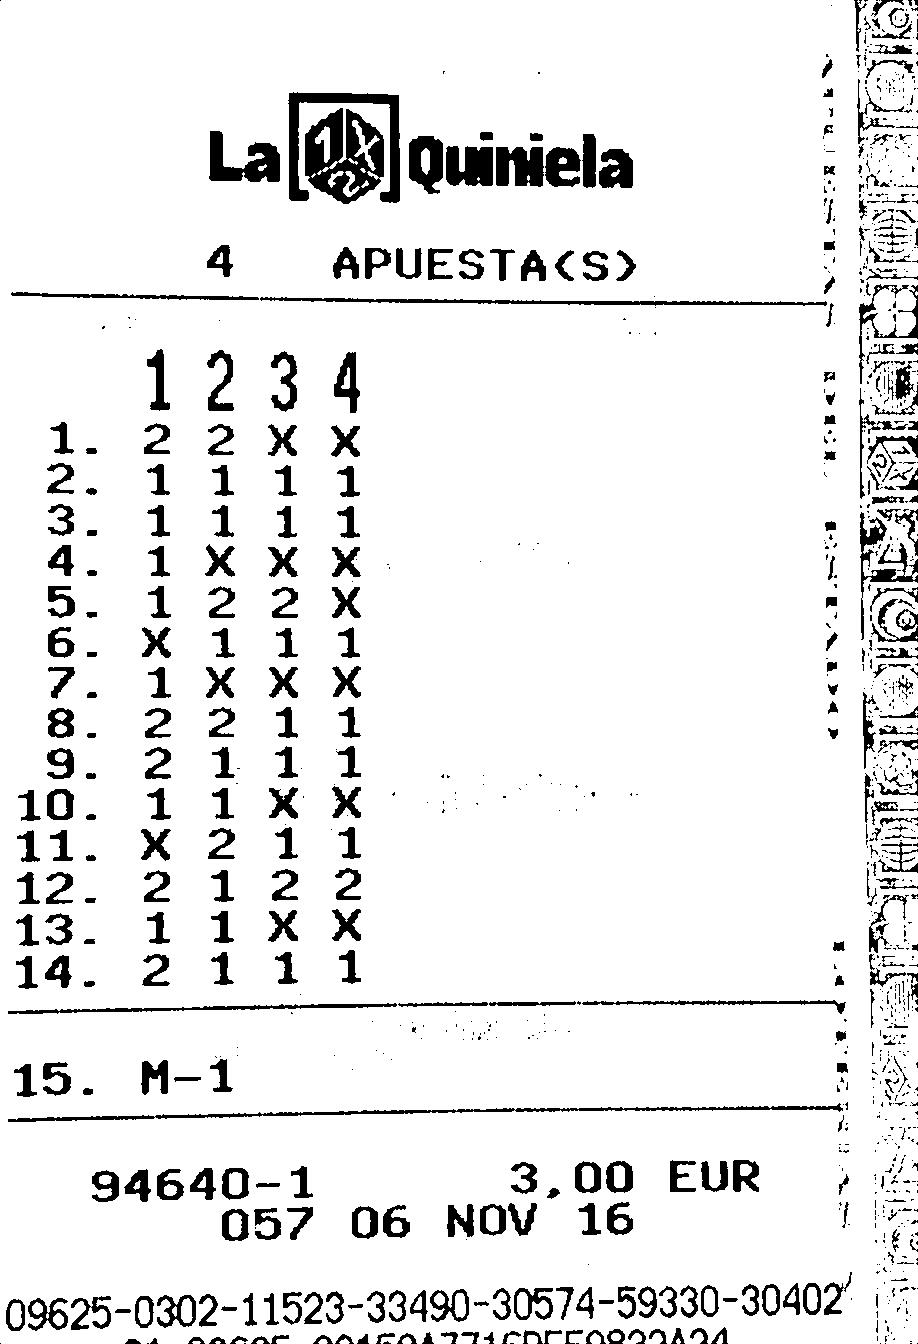 La 1X2 Quiniela
4 APUESTA(S)
1 2 3 4
1. 2 2 X X
2. 1 1 1 1
3. 1 1 1 1
4. 1 X X X
5. 1 2 2 X
6. X 1 1 1
7. 1 X X X
8. 2 2 1 1
9. 2 1 1 1
10. 1 1 X X
11. X 2 1 1
12. 2 1 2 2
13. 1 1 X X
14. 2 1 1 1
15. M-1
94640-1 3,00 EUR
057 06 NOV 16
09625-0302-11523-33490-30574-59330-30402